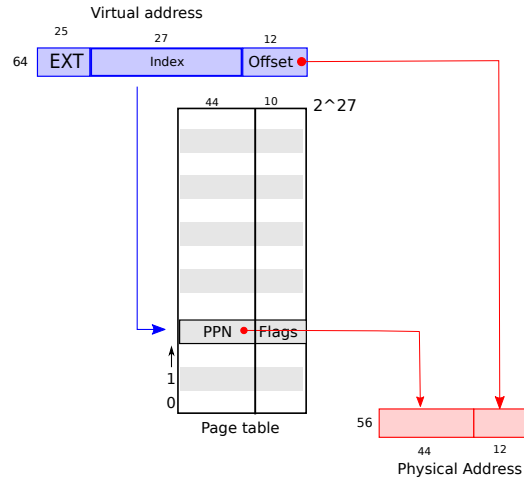 Virtual address
25 27 12
64 EXT Index Offset
44 10 2^27
PPN Flags
1
0
Page table
56
44 12
Physical Address